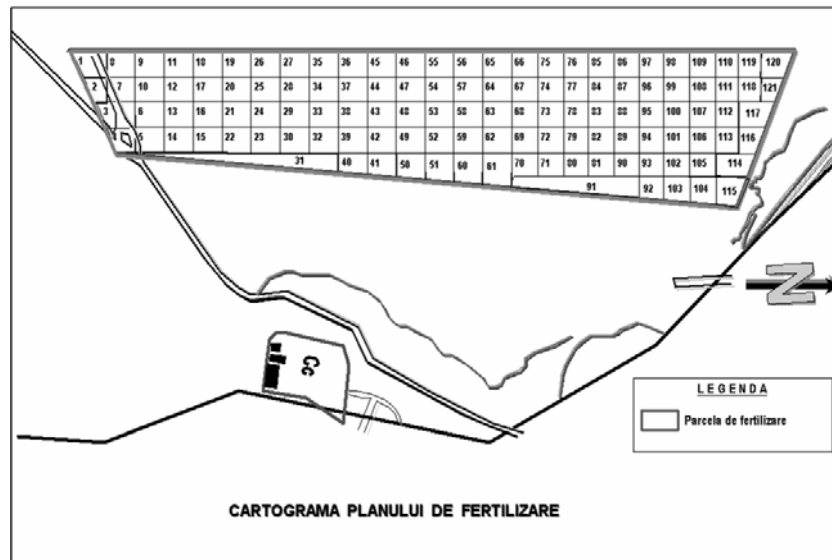 1 8 9 11 18 19 26 27 35 36 45 46 55 56 65 66 75 76 85 86 97 98 109 110 119 120
2 7 10 12 17 20 25 28 34 37 44 47 54 57 64 67 74 77 84 87 96 99 108 111 118 121
3 6 13 16 21 24 29 33 38 43 48 53 58 63 68 73 78 83 88 95 100 107 112 117
5 14 15 22 23 30 32 39 42 49 52 59 62 69 72 79 82 89 94 101 106 113 116
31 40 41 50 51 60 61 70 71 80 81 90 93 102 105 114
91 92 103 104 115
N
Gc
LEGENDA
Parcela de fertilizare
CARTOGRAMA PLANULUI DE FERTILIZARE